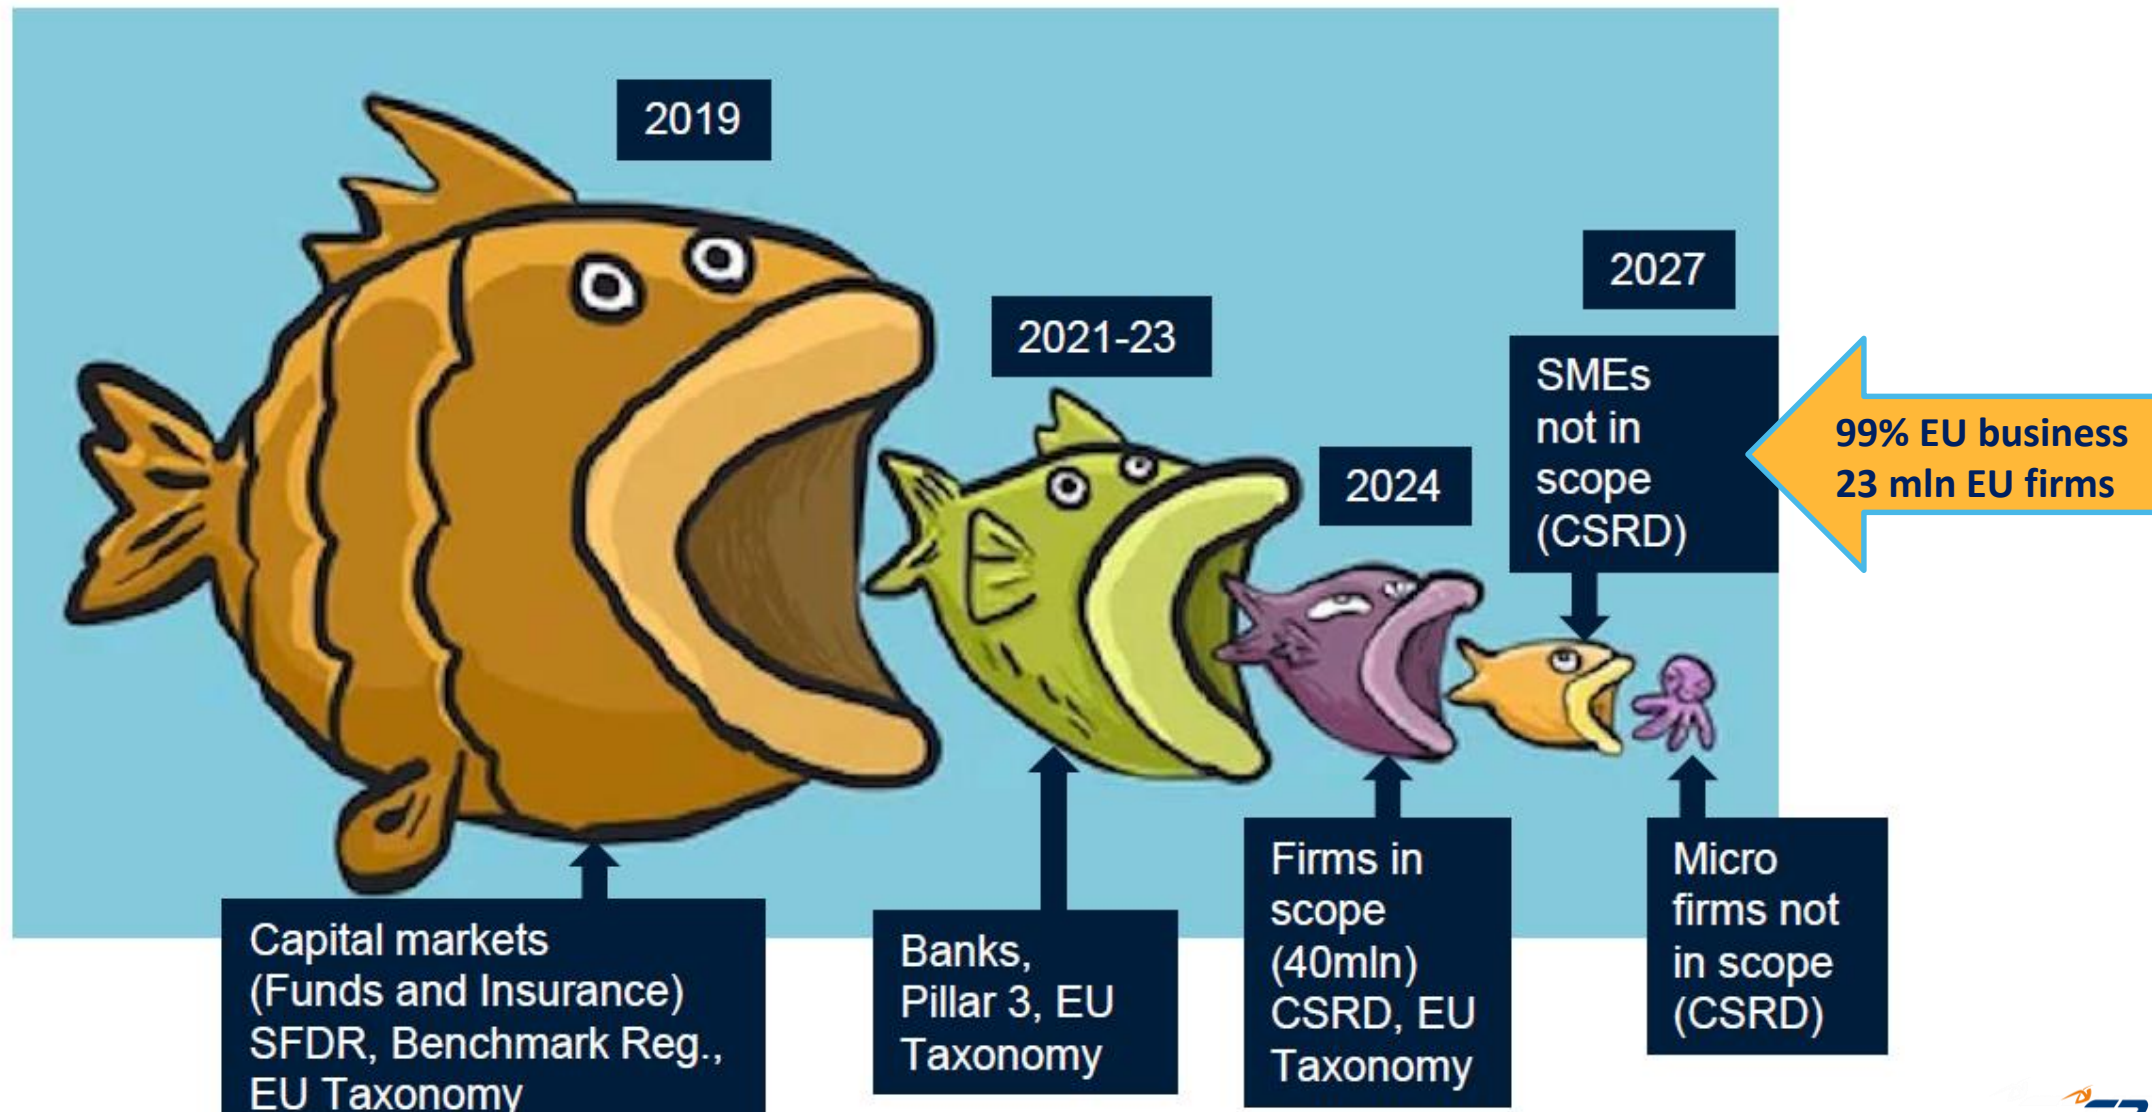 2019
2021-23
2024
2027
SMEs
not in
scope
(CSRD)
99% EU business
23 mln EU firms
Capital markets
(Funds and Insurance)
SFDR, Benchmark Reg.,
EU Taxonomy
Banks,
Pillar 3, EU
Taxonomy
Firms in
scope
(40mln)
CSRD, EU
Taxonomy
Micro
firms not
in scope
(CSRD)